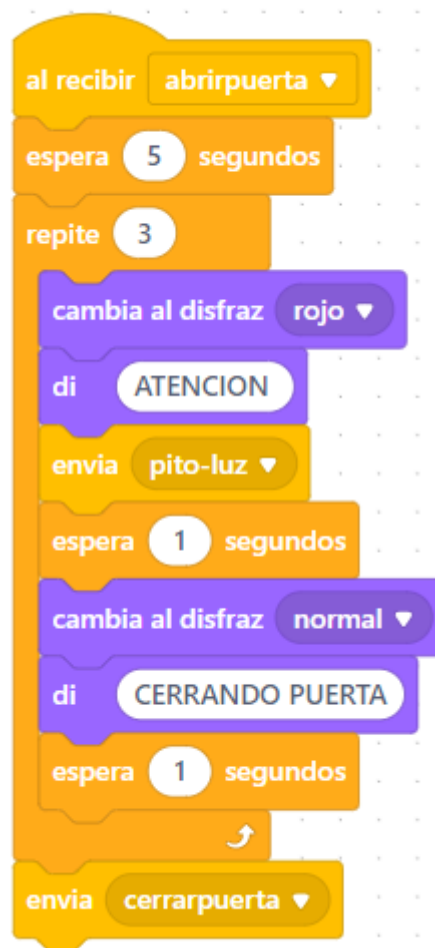 al recibir abrirpuerta
espera 5 segundos
repite 3
cambia al disfraz rojo
di ATENCION
envia pito-luz
espera 1 segundos
cambia al disfraz normal
di CERRANDO PUERTA
espera 1 segundos
envia cerrarpuerta